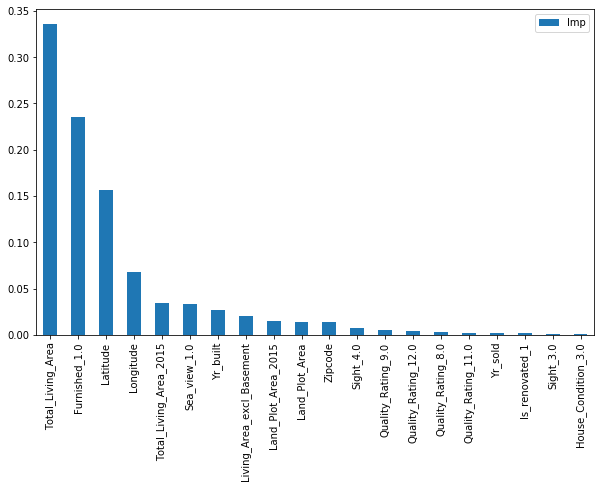 0.35
0.30
0.25
0.20
0.15
0.10
0.05
0.00
Imp
Total_Living_Area
Furnished_1.0
Latitude
Longitude
Total_Living_Area_2015
Sea_view_1.0
Yr_built
Living_Area_excl_Basement
Land_Plot_Area_2015
Land_Plot_Area
Zipcode
Sight_4.0
Quality_Rating_9.0
Quality_Rating_12.0
Quality_Rating_8.0
Quality_Rating_11.0
Yr_sold
Is_renovated_1
Sight_3.0
House_Condition_3.0